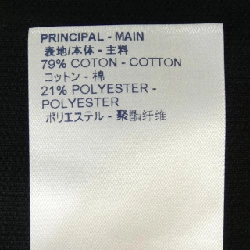 PRINCIPAL - MAIN
表地/本体 - 主料
79% COTON - COTTON
コットン - 棉
21% POLYESTER -
POLYESTER
ポリエステル - 聚酯纤维